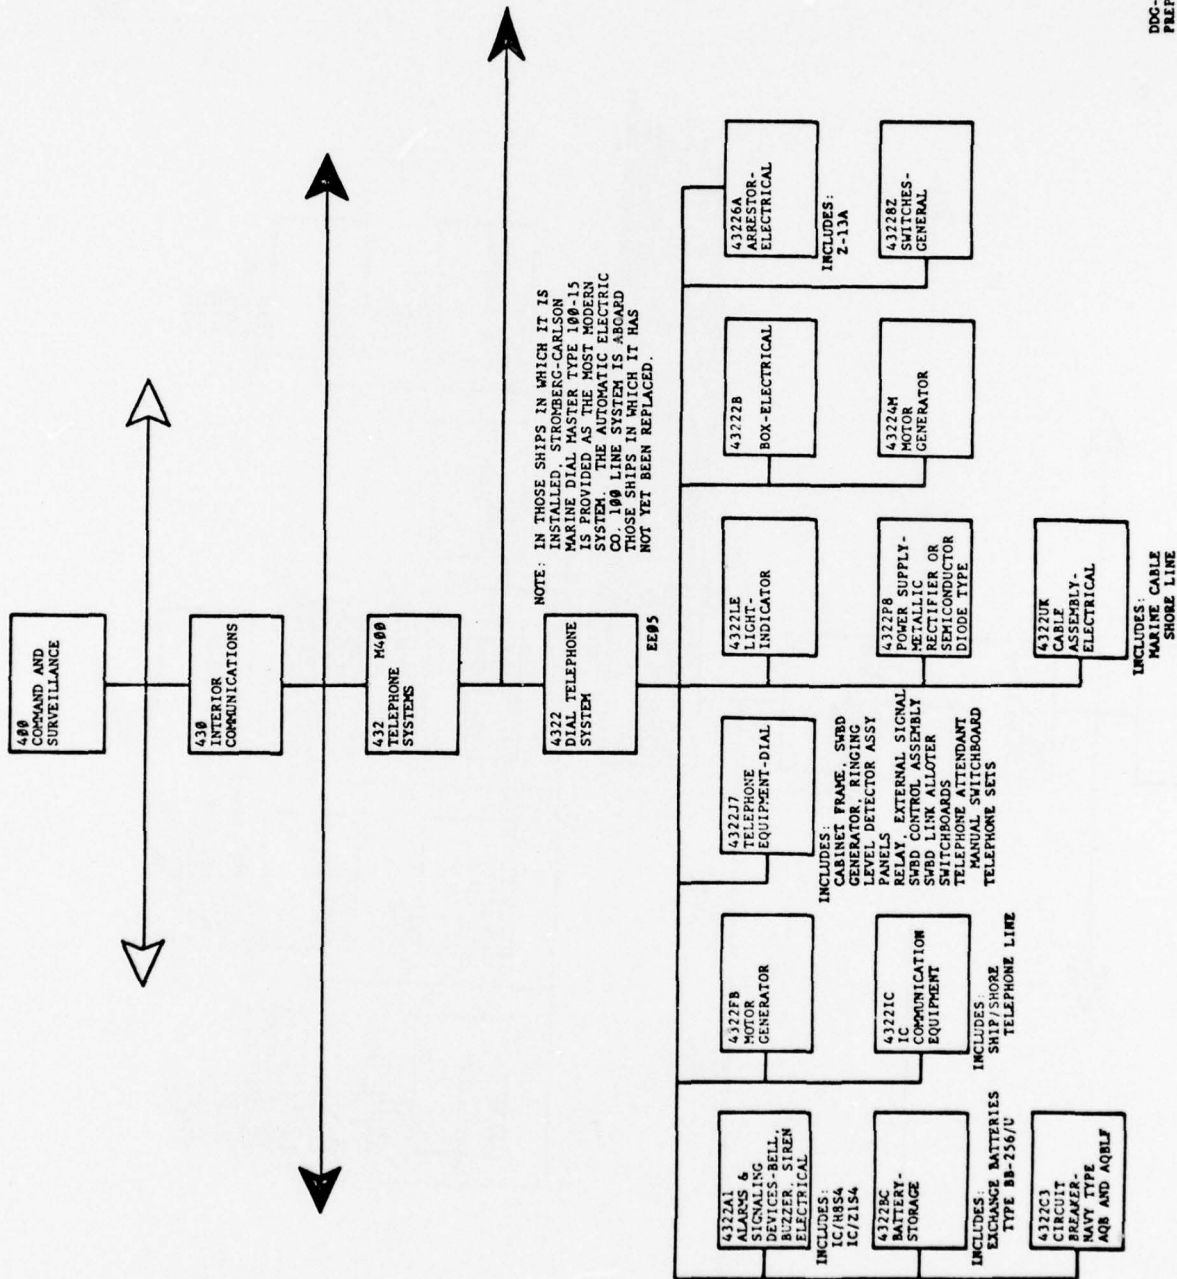 400
COMMAND AND
SURVEILLANCE
430
INTERIOR
COMMUNICATIONS
432 M400
TELEPHONE
SYSTEMS
4322
DIAL TELEPHONE
SYSTEM
EE05
NOTE: IN THOSE SHIPS IN WHICH IT IS
INSTALLED, STROMBERG-CARLSON
MARINE DIAL MASTER TYPE 100-15
IS PROVIDED AS THE MOST MODERN
SYSTEM. THE AUTOMATIC ELECTRIC
CO. 100 LINE SYSTEM IS ABOARD
THOSE SHIPS IN WHICH IT HAS
NOT YET BEEN REPLACED.
4322A1
ALARMS &
SIGNALING
DEVICES-BELL,
BUZZER, SIREN
ELECTRICAL
INCLUDES:
IC/H8S4
IC/Z1S4
4322BC
BATTERY-
STORAGE
INCLUDES:
EXCHANGE BATTERIES
TYPE BB-256/U
4322C3
CIRCUIT
BREAKER-
NAVY TYPE
AQB AND AQBLF
4322FB
MOTOR
GENERATOR
4322IC
IC
COMMUNICATION
EQUIPMENT
INCLUDES:
SHIP/SHORE
TELEPHONE LINE
4322J7
TELEPHONE
EQUIPMENT-DIAL
INCLUDES:
CABINET FRAME, SWBD
GENERATOR, RINGING
LEVEL DETECTOR ASSY
PANELS
RELAY, EXTERNAL SIGNAL
SWBD CONTROL ASSEMBLY
SWBD LINK ALLOTER
SWITCHBOARDS
TELEPHONE ATTENDANT
MANUAL SWITCHBOARD
TELEPHONE SETS
4322LE
LIGHT-
INDICATOR
4322P8
POWER SUPPLY-
METALLIC
RECTIFIER OR
SEMICONDUCTOR
DIODE TYPE
4322UK
CABLE
ASSEMBLY-
ELECTRICAL
INCLUDES:
MARINE CABLE
SHORE LINE
43222B
BOX-ELECTRICAL
43224M
MOTOR
GENERATOR
43226A
ARRESTOR-
ELECTRICAL
INCLUDES:
Z-13A
43228Z
SWITCHES-
GENERAL
DDG-
PREP